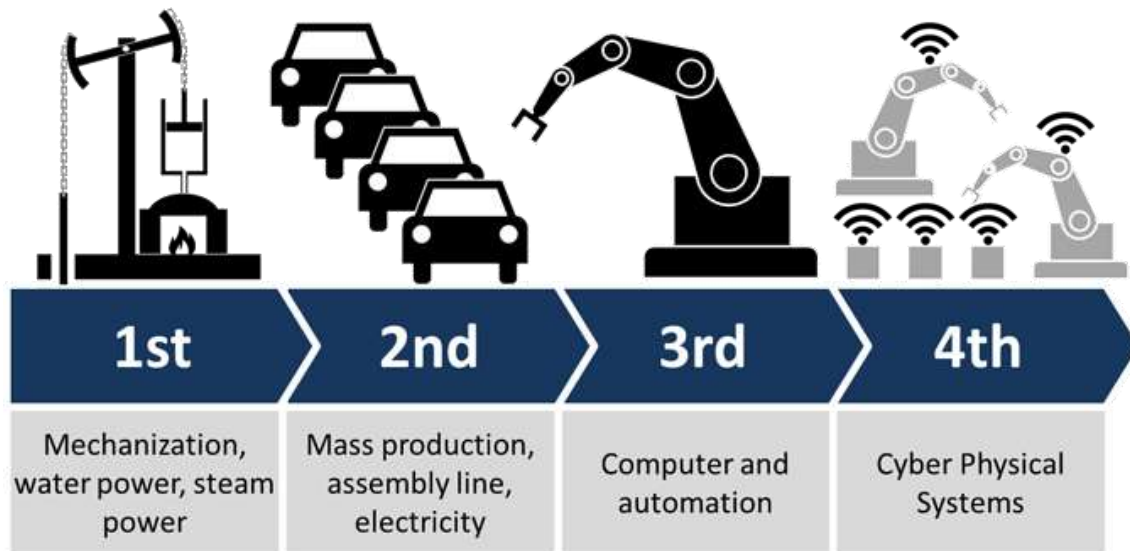 1st
2nd
3rd
4th
Mechanization,
water power, steam
power
Mass production,
assembly line,
electricity
Computer and
automation
Cyber Physical
Systems